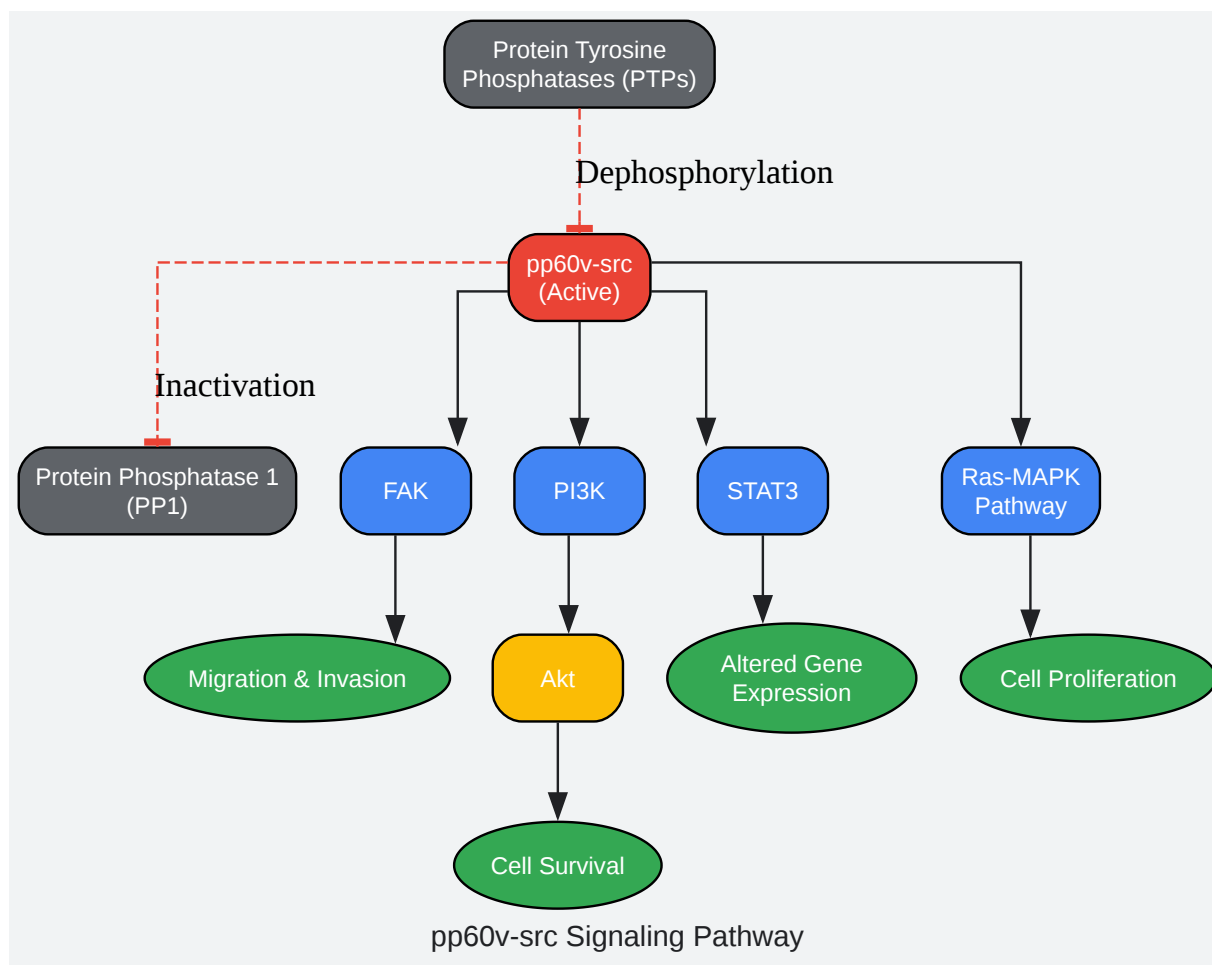 Protein Tyrosine
Phosphatases (PTPs)
Dephosphorylation
pp60v-src
(Active)
Inactivation
Protein Phosphatase 1
(PP1)
FAK
PI3K
STAT3
Ras-MAPK
Pathway
Migration & Invasion
Akt
Altered Gene
Expression
Cell Proliferation
Cell Survival
pp60v-src Signaling Pathway